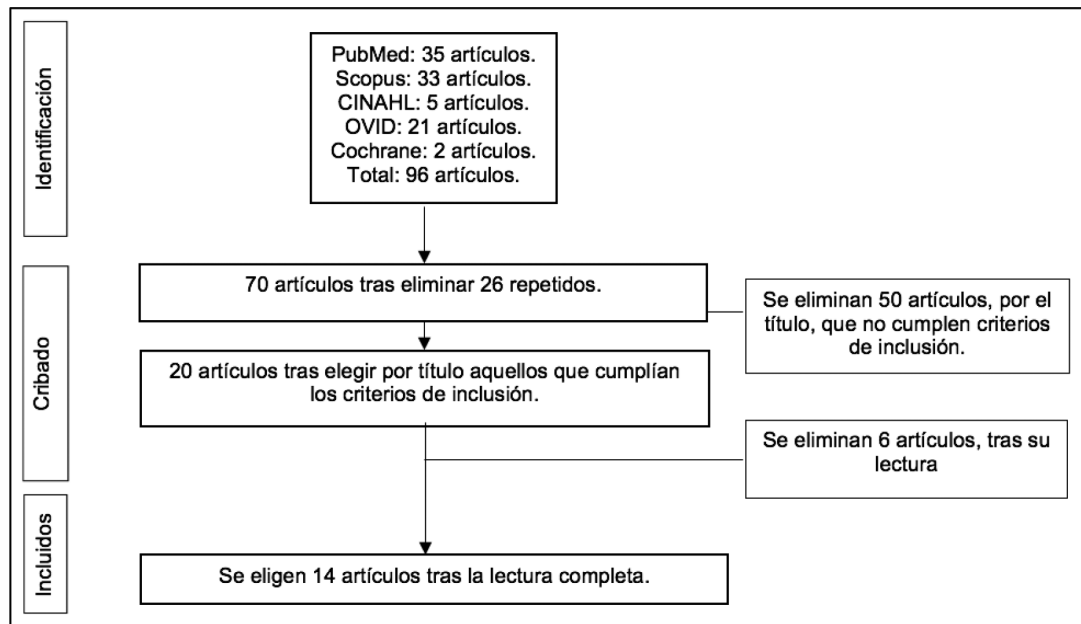 Identificación
PubMed: 35 artículos.
Scopus: 33 artículos.
CINAHL: 5 artículos.
OVID: 21 artículos.
Cochrane: 2 artículos.
Total: 96 artículos.
Cribado
70 artículos tras eliminar 26 repetidos.
Se eliminan 50 artículos, por el
título, que no cumplen criterios
de inclusión.
20 artículos tras elegir por título aquellos que cumplían
los criterios de inclusión.
Se eliminan 6 artículos, tras su
lectura
Incluidos
Se eligen 14 artículos tras la lectura completa.